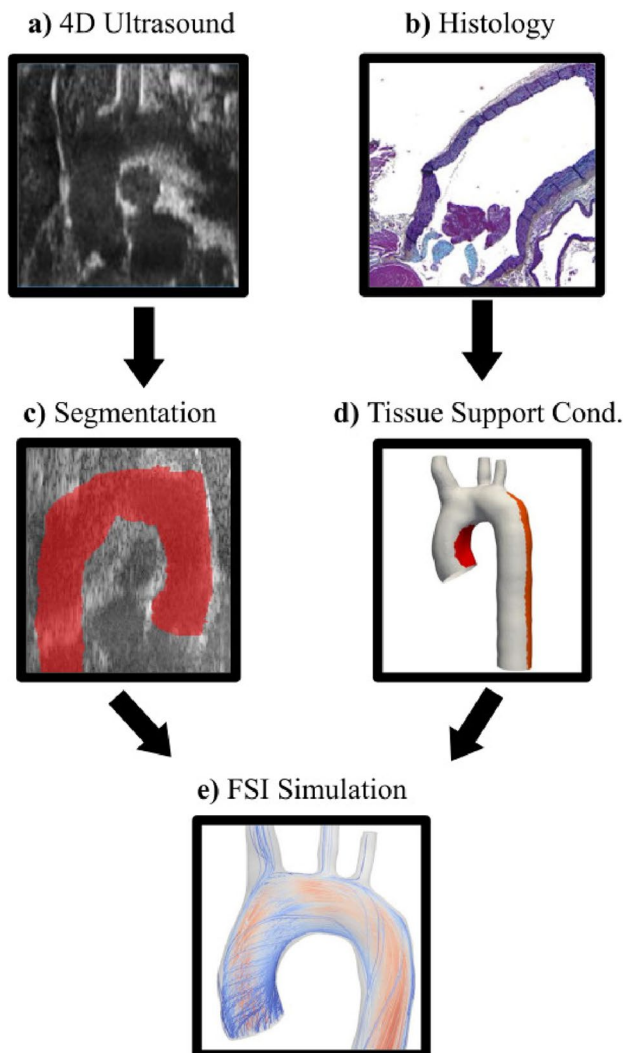 a) 4D Ultrasound
b) Histology
c) Segmentation
d) Tissue Support Cond.
e) FSI Simulation